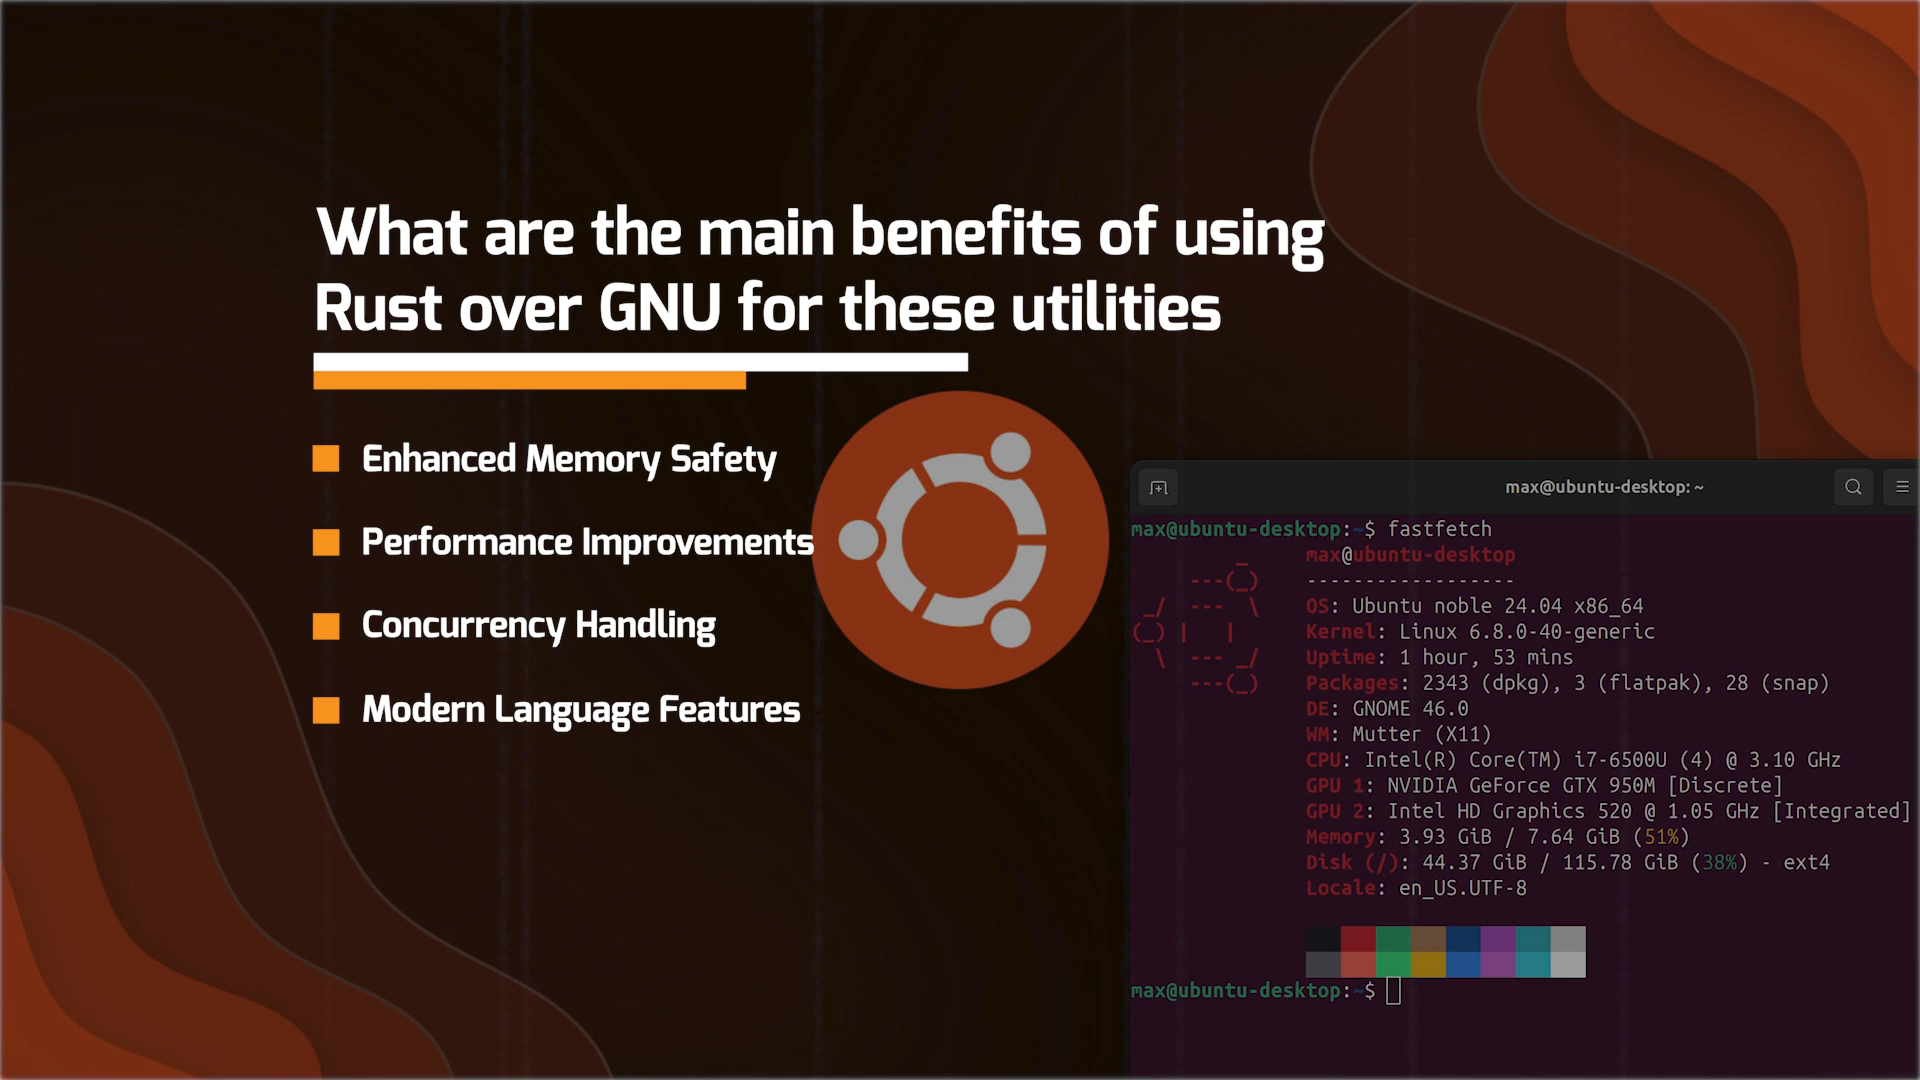 What are the main benefits of using
Rust over GNU for these utilities
Enhanced Memory Safety
Performance Improvements
Concurrency Handling
Modern Language Features
max@ubuntu-desktop: ~
max@ubuntu-desktop:~$ fastfetch
max@ubuntu-desktop
------------------
OS: Ubuntu noble 24.04 x86_64
Kernel: Linux 6.8.0-40-generic
Uptime: 1 hour, 53 mins
Packages: 2343 (dpkg), 3 (flatpak), 28 (snap)
DE: GNOME 46.0
WM: Mutter (X11)
CPU: Intel(R) Core(TM) i7-6500U (4) @ 3.10 GHz
GPU 1: NVIDIA GeForce GTX 950M [Discrete]
GPU 2: Intel HD Graphics 520 @ 1.05 GHz [Integrated]
Memory: 3.93 GiB / 7.64 GiB (51%)
Disk (/): 44.37 GiB / 115.78 GiB (38%) - ext4
Locale: en_US.UTF-8
max@ubuntu-desktop:~$